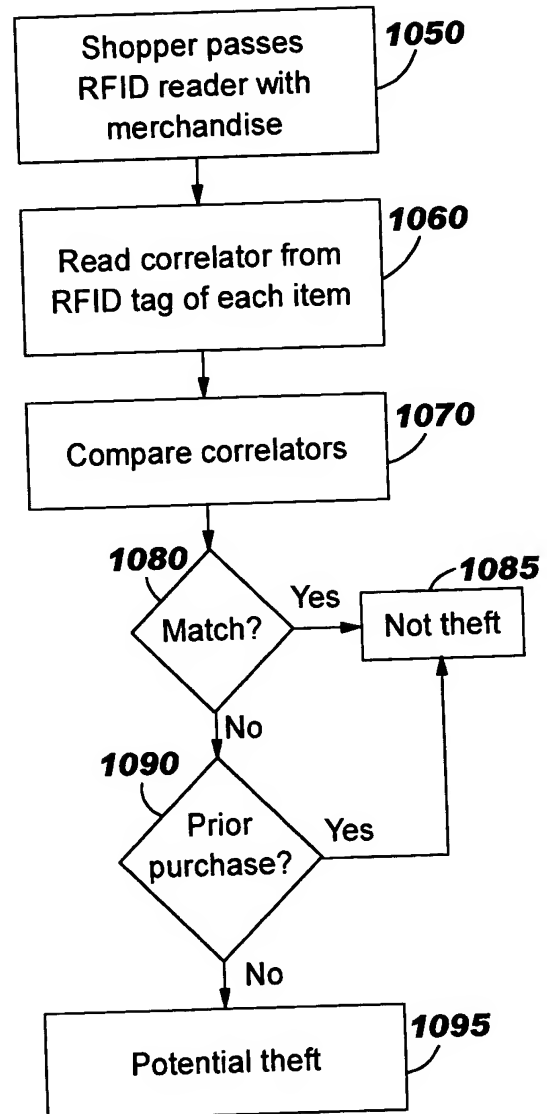 Shopper passes
RFID reader with
merchandise
1050
Read correlator from
RFID tag of each item
1060
Compare correlators
1070
1080
Match?
Yes
1085
Not theft
No
1090
Prior
purchase?
Yes
No
Potential theft
1095